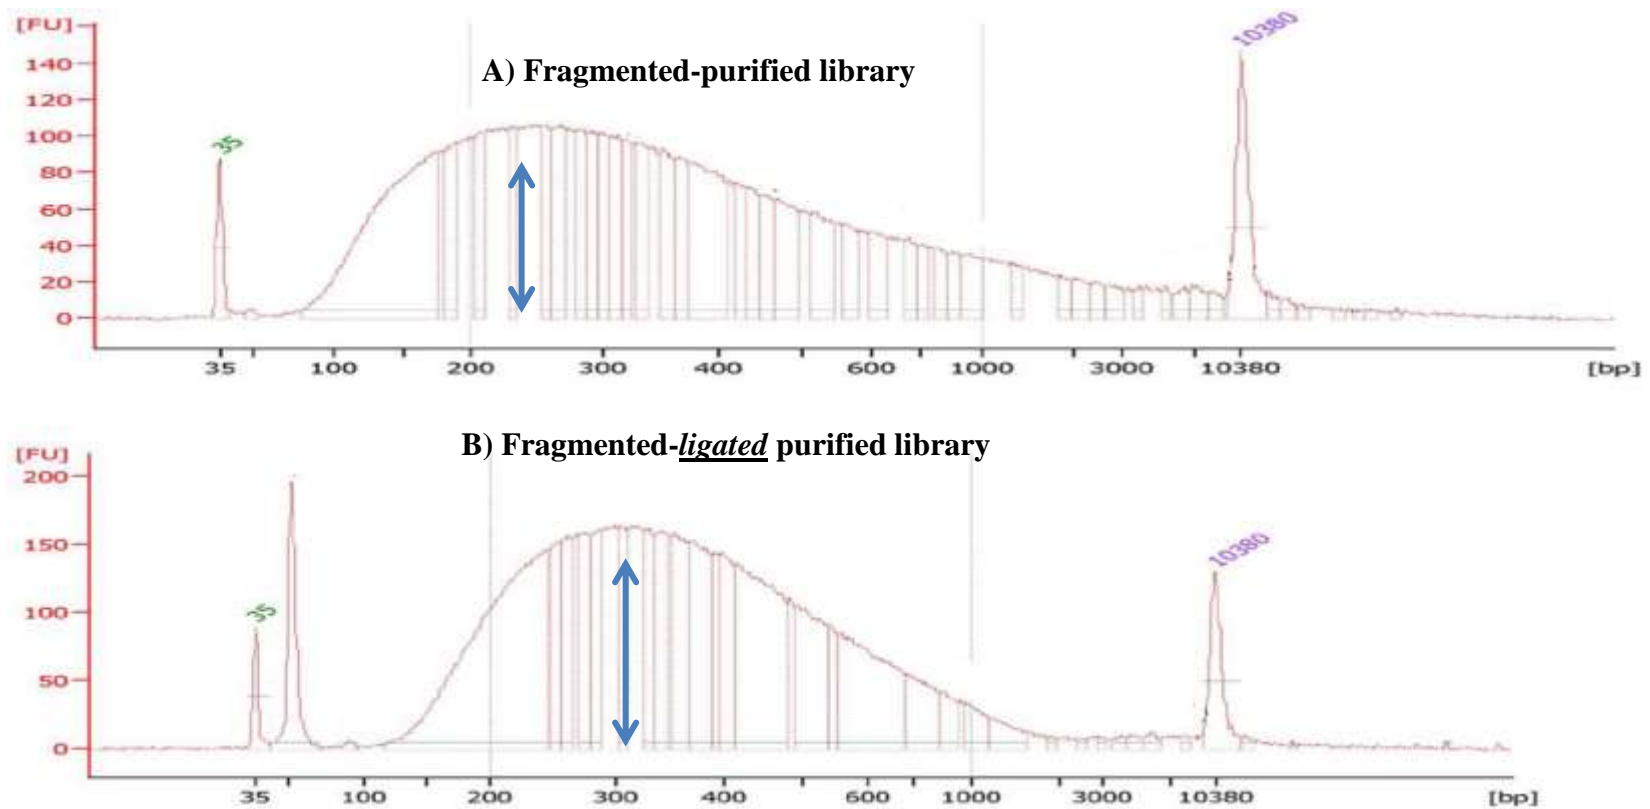 [FU]
A) Fragmented-purified library
10380
140
120
100
35
80
60
40
20
0
35 100 200 300 400 600 1000 3000 10380 [bp]
B) Fragmented-ligated purified library
[FU]
200
150
10380
100
35
50
0
35 100 200 300 400 600 1000 3000 10380 [bp]